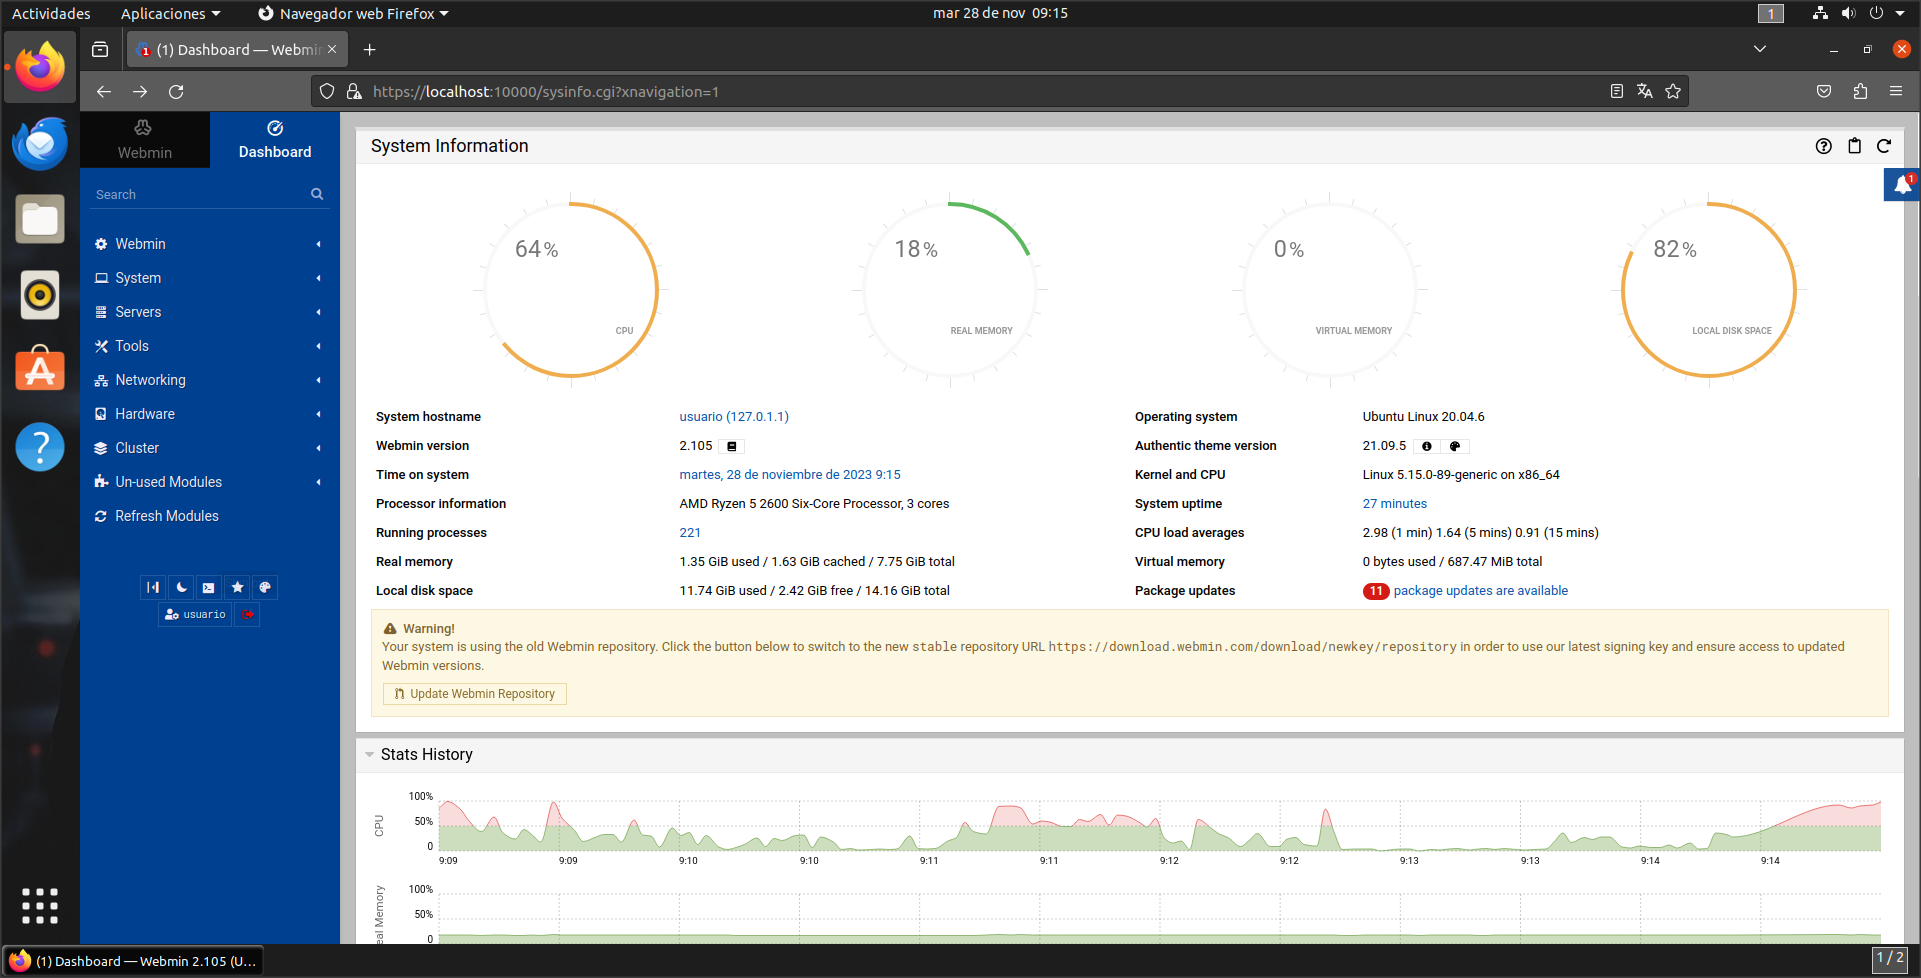 Actividades Aplicaciones Navegador web Firefox mar 28 de nov 09:15 1
1 (1) Dashboard — Webmin
https://localhost:10000/sysinfo.cgi?xnavigation=1
Webmin
Dashboard
Search
Webmin
System
Servers
Tools
Networking
Hardware
Cluster
Un-used Modules
Refresh Modules
usuario
System Information
1
64% CPU
18% REAL MEMORY
0% VIRTUAL MEMORY
82% LOCAL DISK SPACE
System hostname usuario (127.0.1.1) Operating system Ubuntu Linux 20.04.6
Webmin version 2.105 Authentic theme version 21.09.5
Time on system martes, 28 de noviembre de 2023 9:15 Kernel and CPU Linux 5.15.0-89-generic on x86_64
Processor information AMD Ryzen 5 2600 Six-Core Processor, 3 cores System uptime 27 minutes
Running processes 221 CPU load averages 2.98 (1 min) 1.64 (5 mins) 0.91 (15 mins)
Real memory 1.35 GiB used / 1.63 GiB cached / 7.75 GiB total Virtual memory 0 bytes used / 687.47 MiB total
Local disk space 11.74 GiB used / 2.42 GiB free / 14.16 GiB total Package updates 11 package updates are available
Warning!
Your system is using the old Webmin repository. Click the button below to switch to the new stable repository URL https://download.webmin.com/download/newkey/repository in order to use our latest signing key and ensure access to updated
Webmin versions.
Update Webmin Repository
Stats History
CPU
100%
50%
0
9:09 9:09 9:10 9:10 9:11 9:11 9:12 9:12 9:13 9:13 9:14 9:14
eal Memory
100%
50%
0
(1) Dashboard — Webmin 2.105 (U... 1 / 2